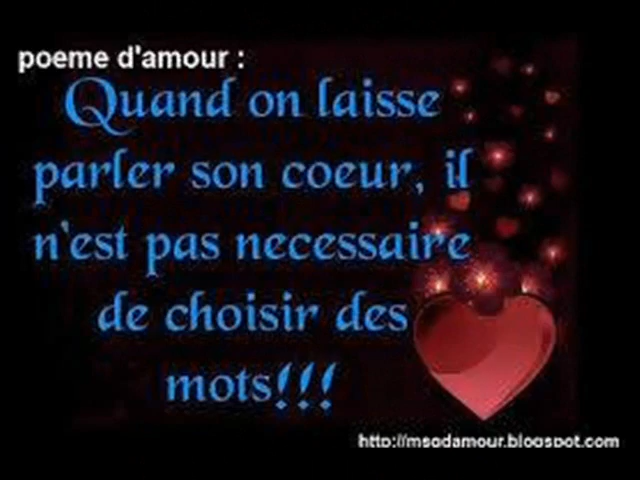 poeme d'amour :
Quand on laisse
parler son coeur, il
n'est pas necessaire
de choisir des
mots!!!
http://msgdamour.blogspot.com